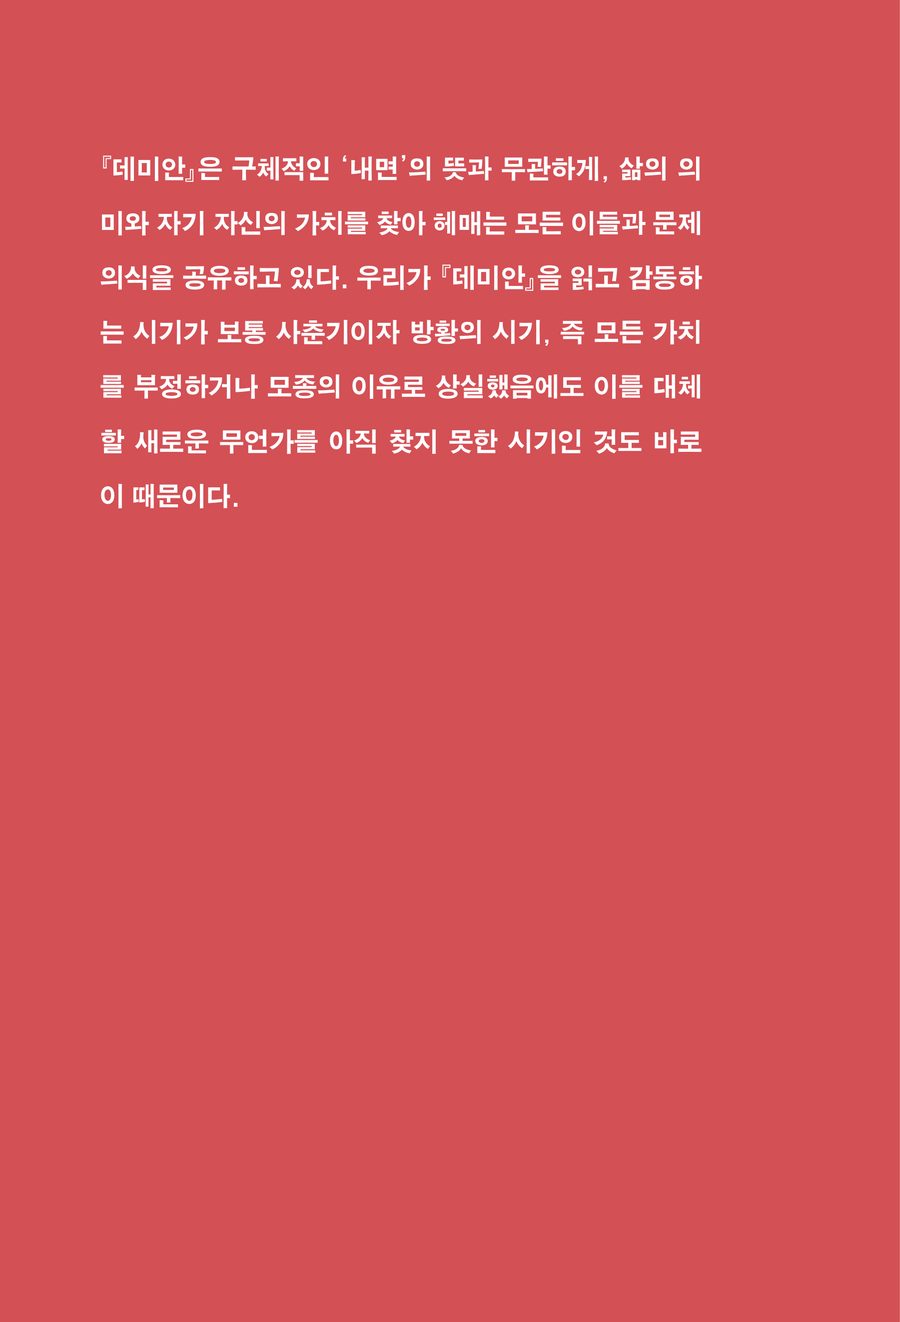 『데미안』은 구체적인 ‘내면’의 뜻과 무관하게, 삶의 의
미와 자기 자신의 가치를 찾아 헤매는 모든 이들과 문제
의식을 공유하고 있다. 우리가 『데미안』을 읽고 감동하
는 시기가 보통 사춘기이자 방황의 시기, 즉 모든 가치
를 부정하거나 모종의 이유로 상실했음에도 이를 대체
할 새로운 무언가를 아직 찾지 못한 시기인 것도 바로
이 때문이다.